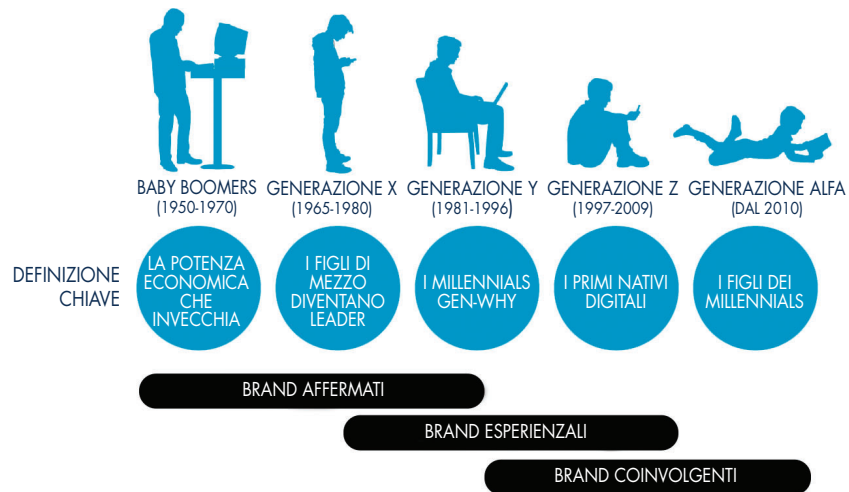 BABY BOOMERS
(1950-1970)
GENERAZIONE X
(1965-1980)
GENERAZIONE Y
(1981-1996)
GENERAZIONE Z
(1997-2009)
GENERAZIONE ALFA
(DAL 2010)
DEFINIZIONE
CHIAVE
LA POTENZA
ECONOMICA
CHE
INVECCHIA
I FIGLI DI
MEZZO
DIVENTANO
LEADER
I MILLENNIALS
GEN-WHY
I PRIMI NATIVI
DIGITALI
I FIGLI DEI
MILLENNIALS
BRAND AFFERMATI
BRAND ESPERIENZALI
BRAND COINVOLGENTI